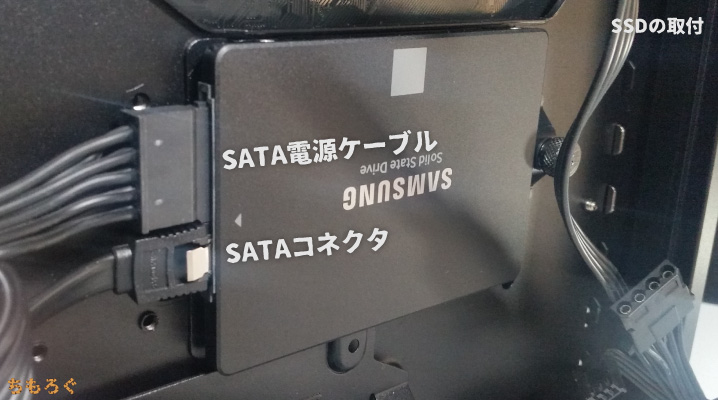 SSDの取付
SATA電源ケーブル
Solid State Drive
SAMSUNG
SATAコネクタ
ちもろぐ